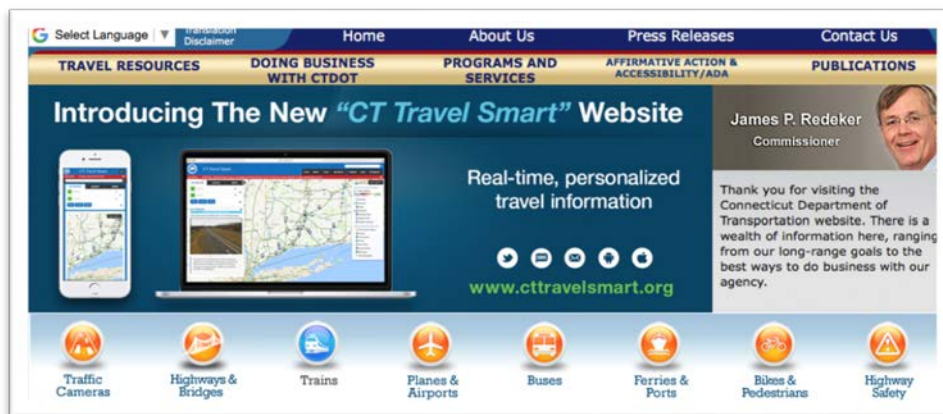 Select Language ▼
Translation
Disclaimer
Home
About Us
Press Releases
Contact Us
TRAVEL RESOURCES
DOING BUSINESS
WITH CTDOT
PROGRAMS AND
SERVICES
AFFIRMATIVE ACTION &
ACCESSIBILITY/ADA
PUBLICATIONS
Introducing The New “CT Travel Smart” Website
Real-time, personalized
travel information
www.cttravelsmart.org
James P. Redeker
Commissioner
Thank you for visiting the
Connecticut Department of
Transportation website. There is a
wealth of information here, ranging
from our long-range goals to the
best ways to do business with our
agency.
Traffic
Cameras
Highways &
Bridges
Trains
Planes &
Airports
Buses
Ferries &
Ports
Bikes &
Pedestrians
Highway
Safety